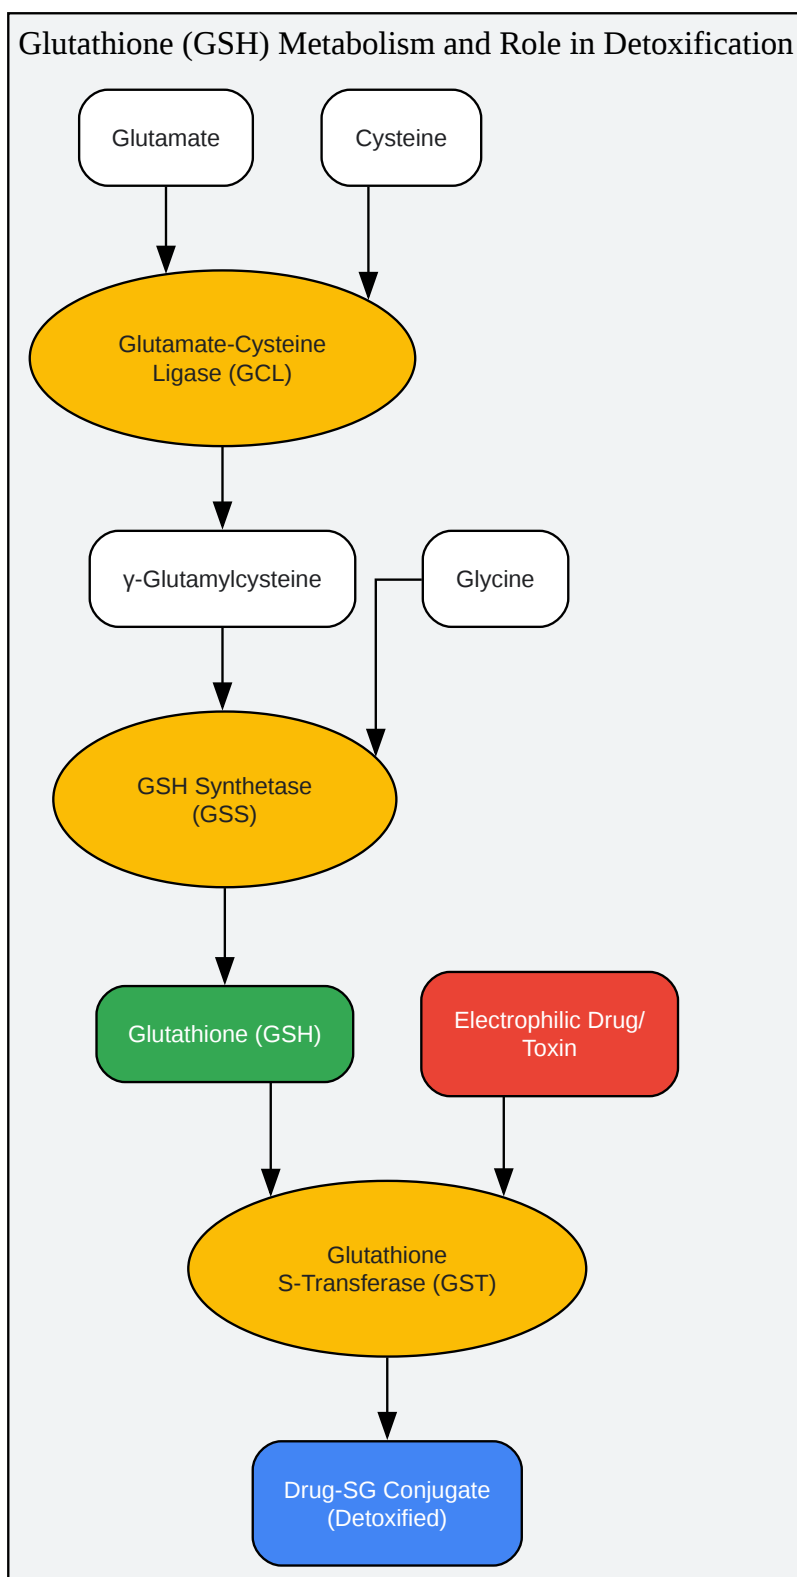 Glutathione (GSH) Metabolism and Role in Detoxification
Glutamate
Cysteine
Glutamate-Cysteine
Ligase (GCL)
γ-Glutamylcysteine
Glycine
GSH Synthetase
(GSS)
Glutathione (GSH)
Electrophilic Drug/
Toxin
Glutathione
S-Transferase (GST)
Drug-SG Conjugate
(Detoxified)